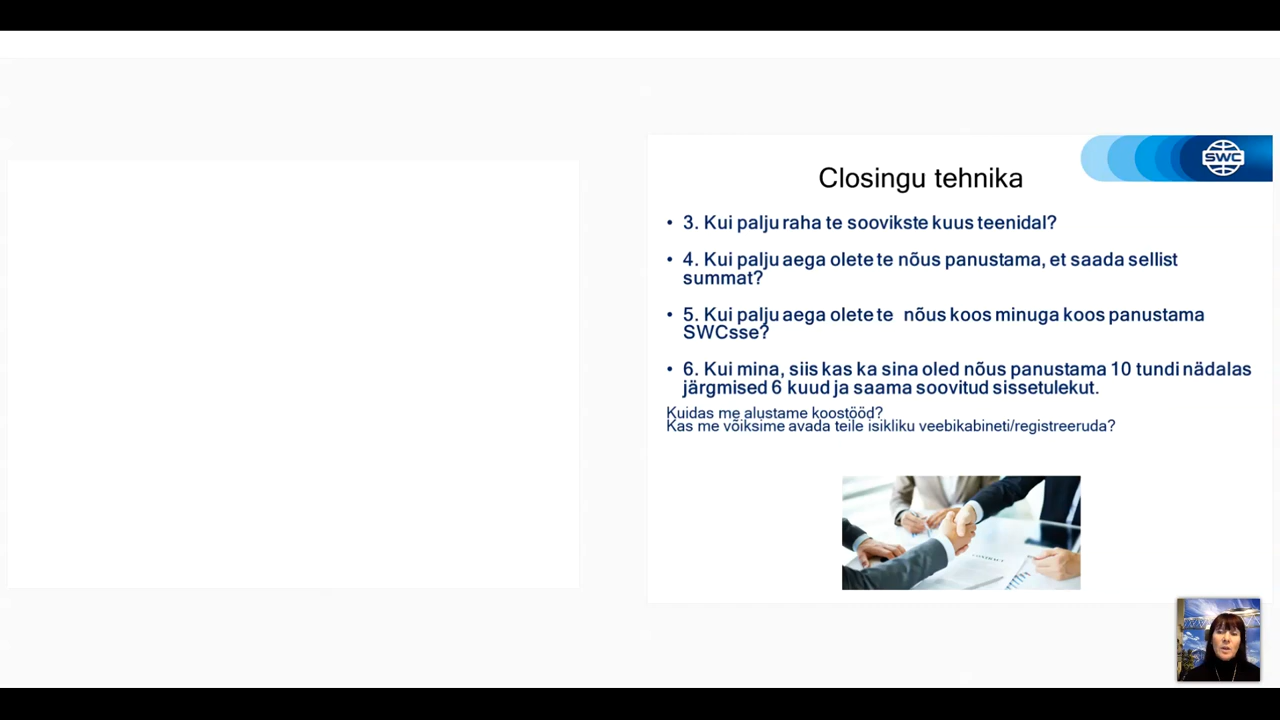 SWC
Closingu tehnika
• 3. Kui palju raha te soovikste kuus teenidal?
• 4. Kui palju aega olete te nõus panustama, et saada sellist
summat?
• 5. Kui palju aega olete te nõus koos minuga koos panustama
SWCsse?
• 6. Kui mina, siis kas ka sina oled nõus panustama 10 tundi nädalas
järgmised 6 kuud ja saama soovitud sissetulekut.
Kuidas me alustame koostööd?
Kas me võiksime avada teile isikliku veebikabineti/registreeruda?
CONTRACT